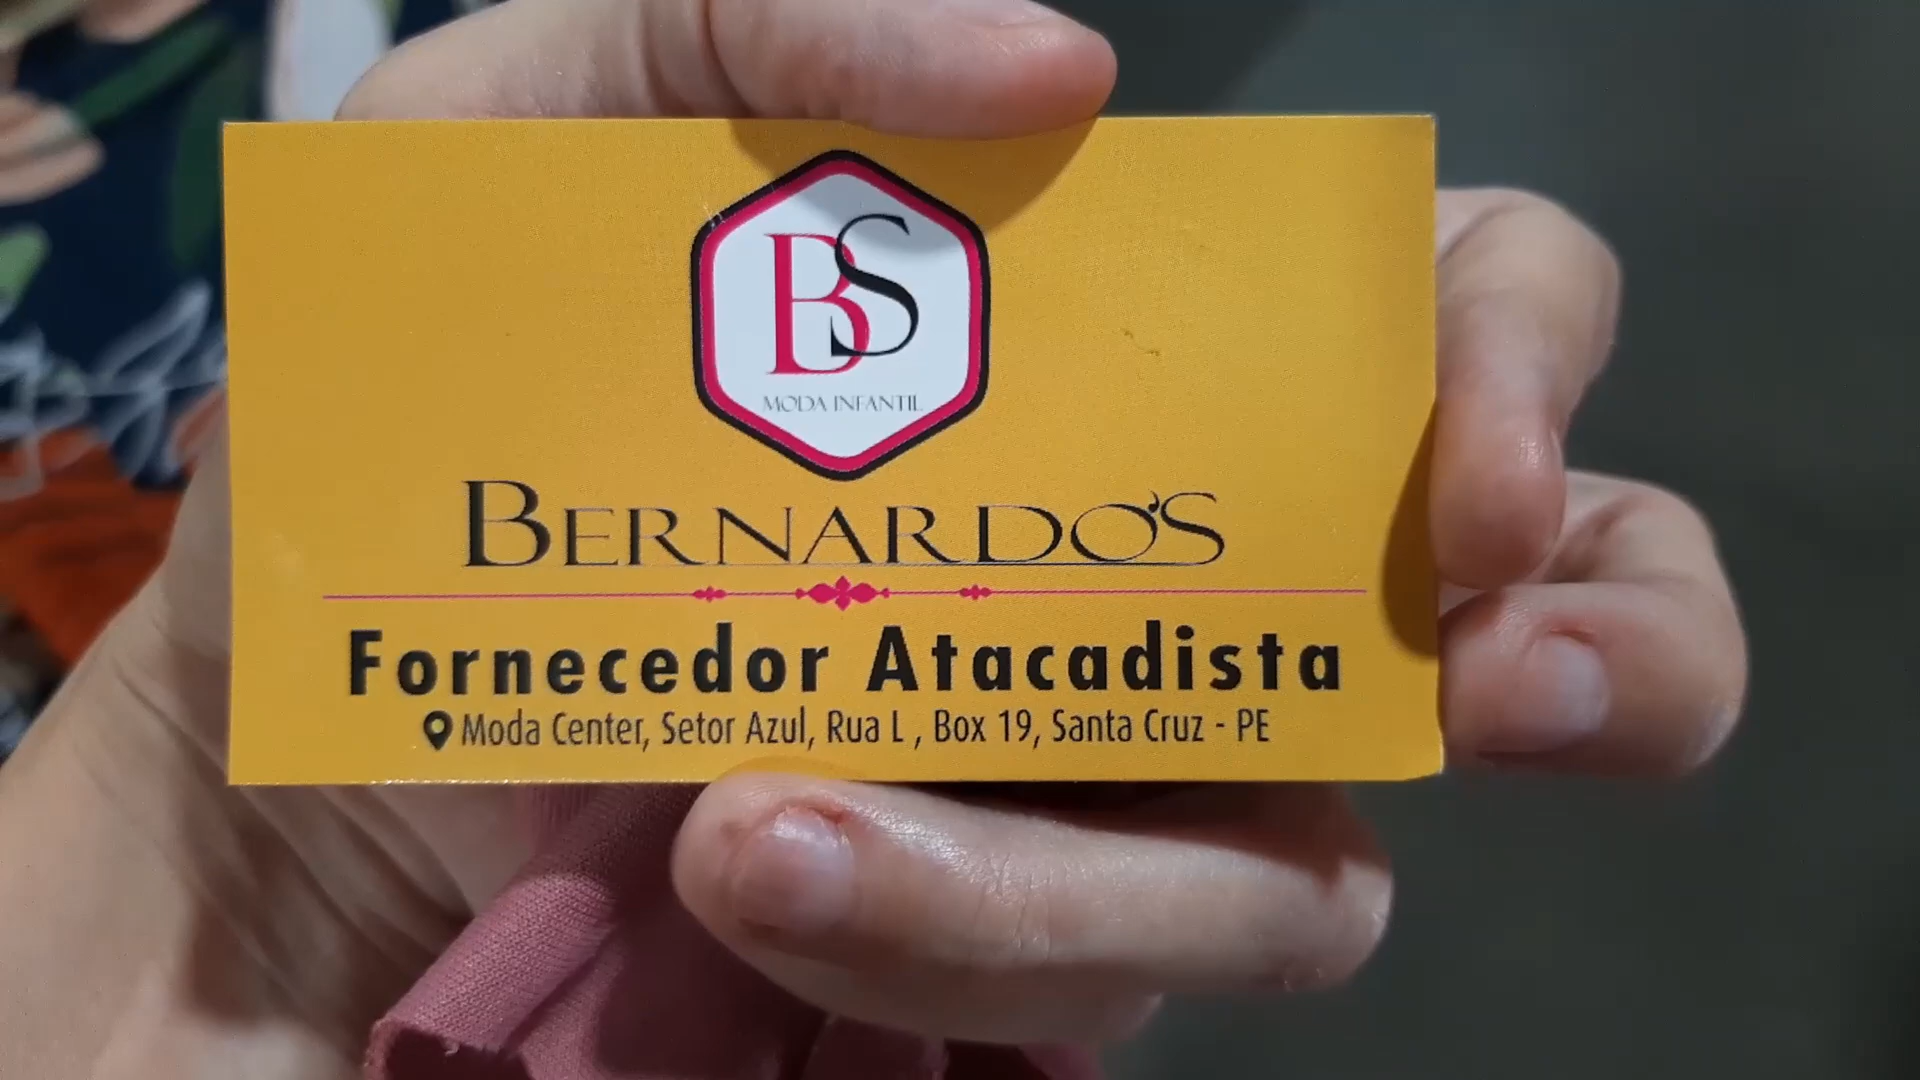 BS
MODA INFANTIL
BERNARDO'S
Fornecedor Atacadista
Moda Center, Setor Azul, Rua L , Box 19, Santa Cruz - PE